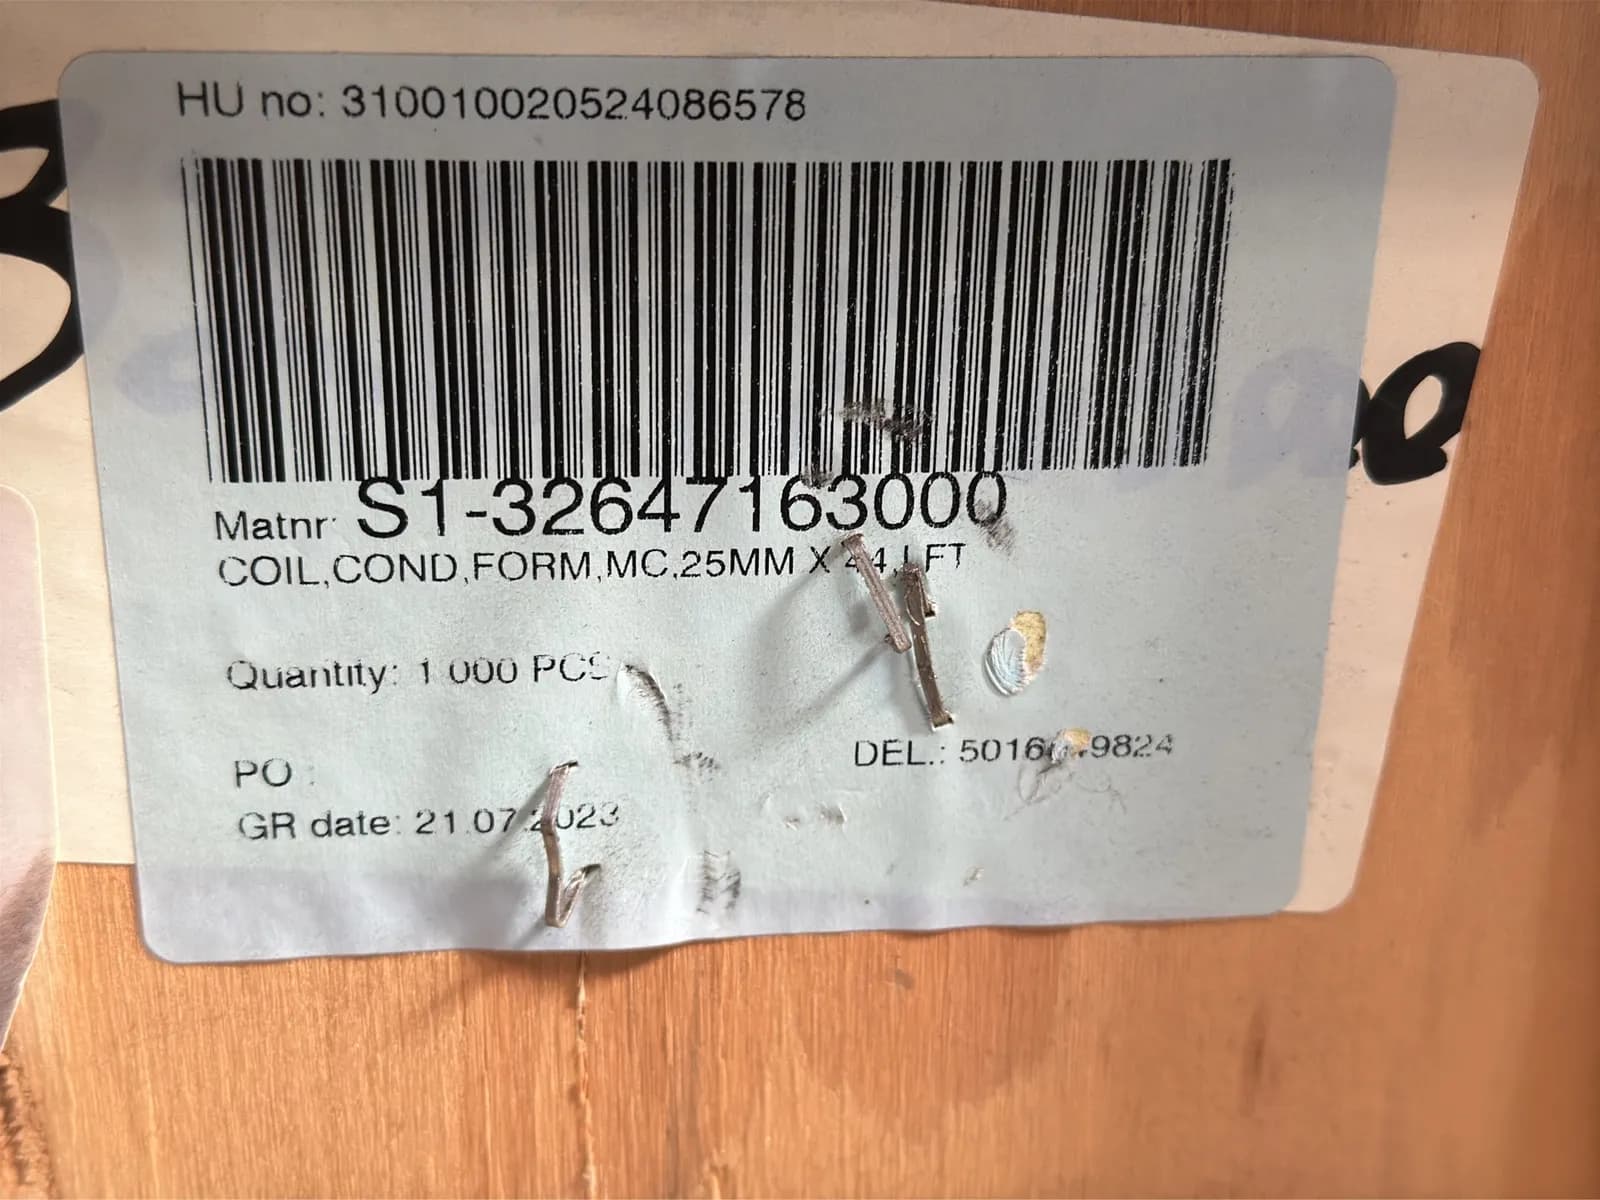 HU no: 310010020524086578
Matnr: S1-32647163000
COIL,COND,FORM,MC,25MM X 44,LFT
Quantity: 1 000 PCS
DEL.:
PO :
GR date: 21.07.2023